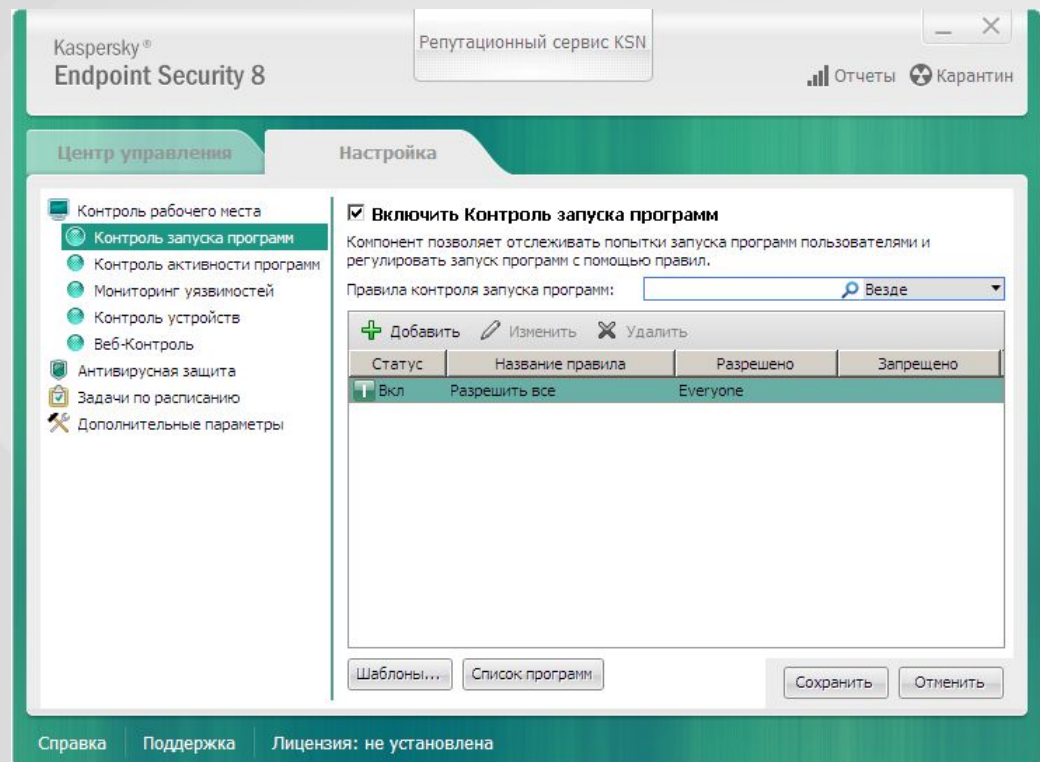 Kaspersky®
Endpoint Security 8
Репутационный сервис KSN
Отчеты
Карантин
Центр управления
Настройка
Контроль рабочего места
Контроль запуска программ
Контроль активности программ
Мониторинг уязвимостей
Контроль устройств
Веб-Контроль
Антивирусная защита
Задачи по расписанию
Дополнительные параметры
Включить Контроль запуска программ
Компонент позволяет отслеживать попытки запуска программ пользователями и
регулировать запуск программ с помощью правил.
Правила контроля запуска программ:
Везде
Добавить Изменить Удалить
Статус Название правила Разрешено Запрещено
Вкл Разрешить все Everyone
Шаблоны... Список программ
Сохранить Отменить
Справка Поддержка Лицензия: не установлена